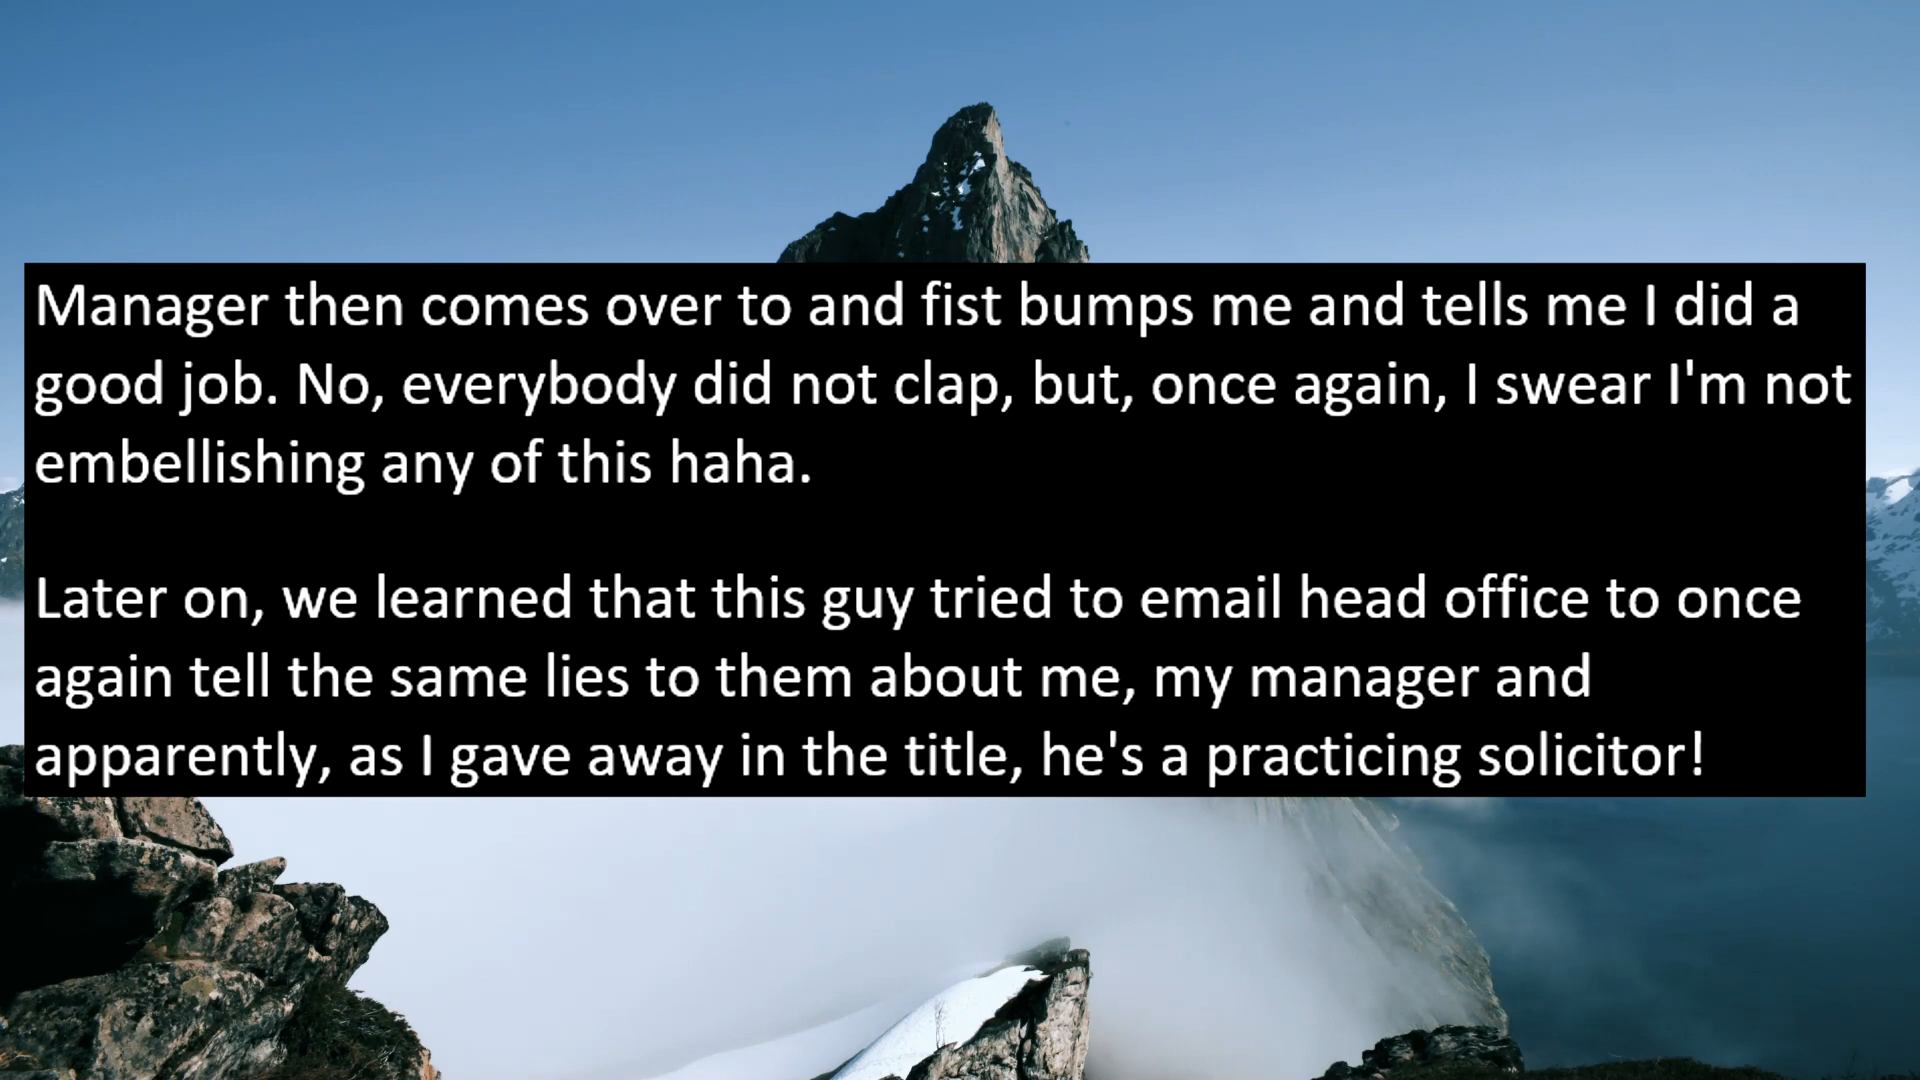 Manager then comes over to and fist bumps me and tells me I did a
good job. No, everybody did not clap, but, once again, I swear I'm not
embellishing any of this haha.
Later on, we learned that this guy tried to email head office to once
again tell the same lies to them about me, my manager and
apparently, as I gave away in the title, he's a practicing solicitor!